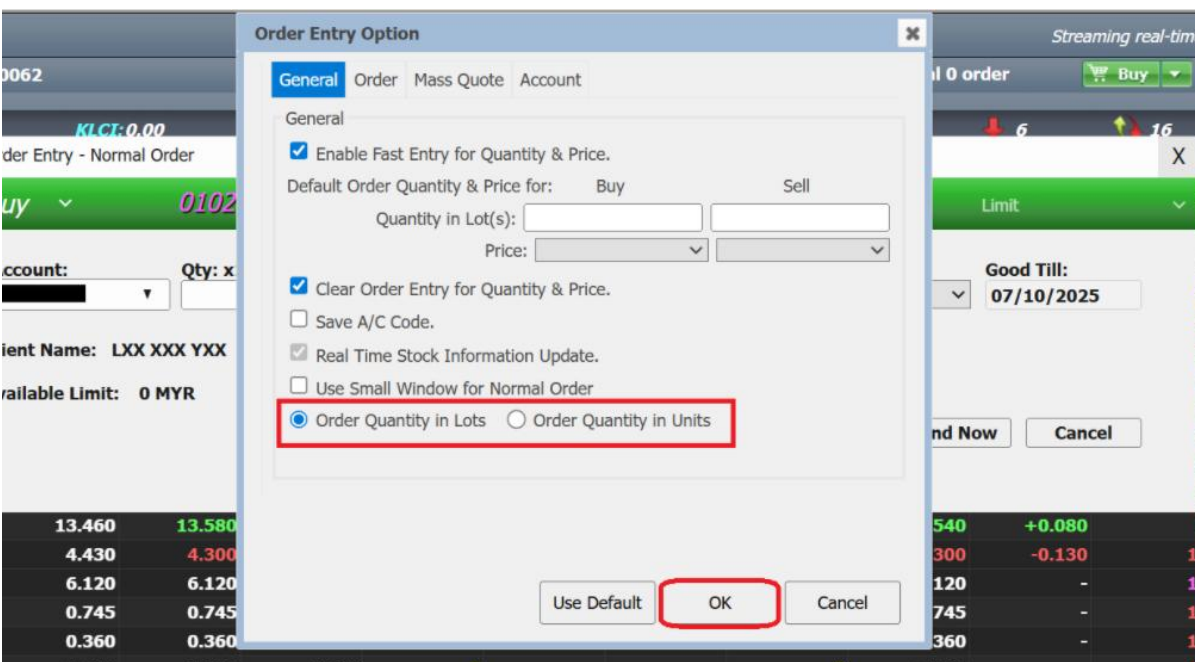 Order Entry Option
Streaming real-tim
0062
General Order Mass Quote Account
0 order
Buy
General
KLCI: 0.00
6
16
der Entry - Normal Order
X
Enable Fast Entry for Quantity & Price.
Default Order Quantity & Price for: Buy Sell
uy
0102
Limit
Quantity in Lot(s):
Price:
ccount:
Qty: x
Good Till:
Clear Order Entry for Quantity & Price.
07/10/2025
Save A/C Code.
ient Name: LXX XXX YXX
Real Time Stock Information Update.
vailable Limit: 0 MYR
Use Small Window for Normal Order
Order Quantity in Lots Order Quantity in Units
nd Now
Cancel
13.460 13.580 540 +0.080
4.430 4.300 300 -0.130 1
6.120 6.120 120 - 1
0.745 0.745 745 - 1
0.360 0.360 360 - 1
Use Default OK Cancel